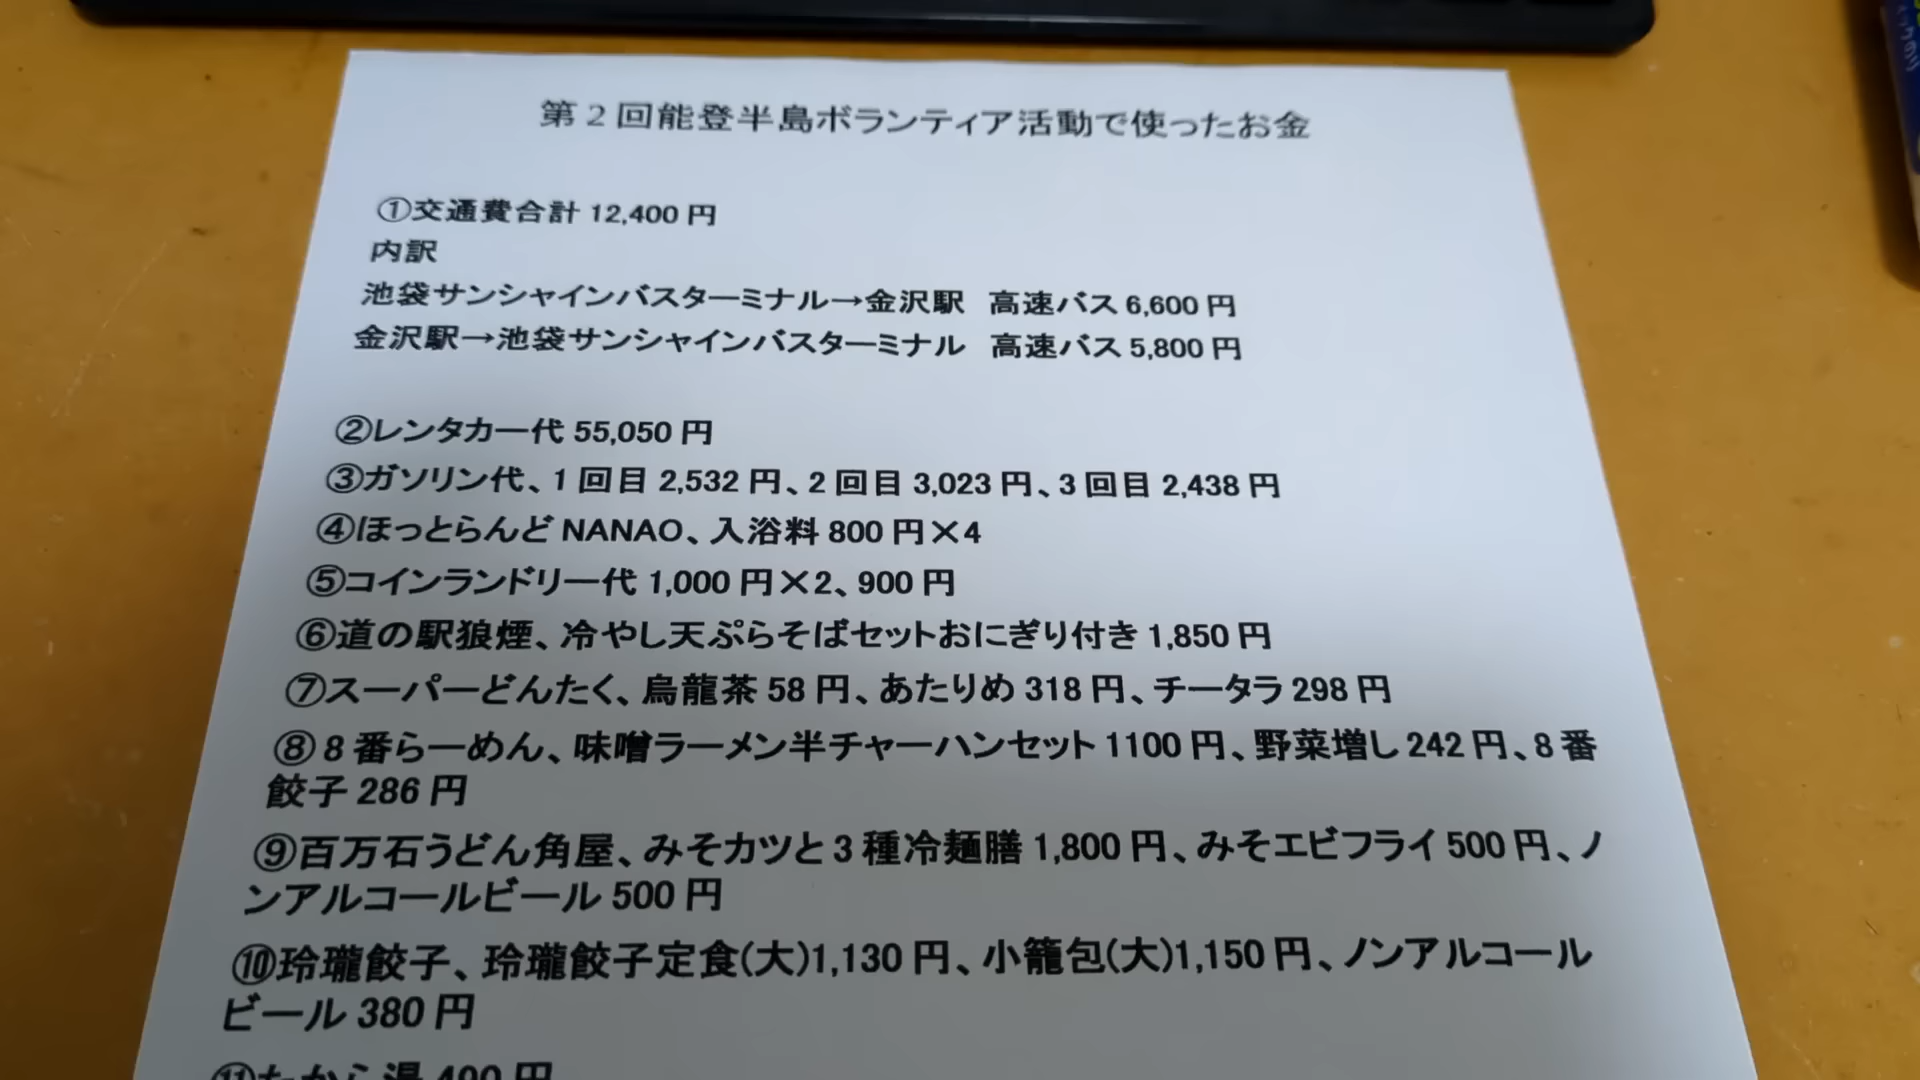 第2回能登半島ボランティア活動で使ったお金
①交通費合計 12,400 円
内訳
池袋サンシャインバスターミナル→金沢駅　高速バス 6,600 円
金沢駅→池袋サンシャインバスターミナル　高速バス 5,800 円
②レンタカー代 55,050 円
③ガソリン代、1 回目 2,532 円、2 回目 3,023 円、3 回目 2,438 円
④ほっとらんど NANAO、入浴料 800 円×4
⑤コインランドリー代 1,000 円×2、900 円
⑥道の駅狼煙、冷やし天ぷらそばセットおにぎり付き 1,850 円
⑦スーパーどんたく、烏龍茶 58 円、あたりめ 318 円、チータラ 298 円
⑧8 番らーめん、味噌ラーメン半チャーハンセット 1100 円、野菜増し 242 円、8 番
餃子 286 円
⑨百万石うどん角屋、みそカツと 3 種冷麺膳 1,800 円、みそエビフライ 500 円、ノ
ンアルコールビール 500 円
⑩玲瓏餃子、玲瓏餃子定食(大)1,130 円、小籠包(大)1,150 円、ノンアルコール
ビール 380 円
⑪たから湯 490 円